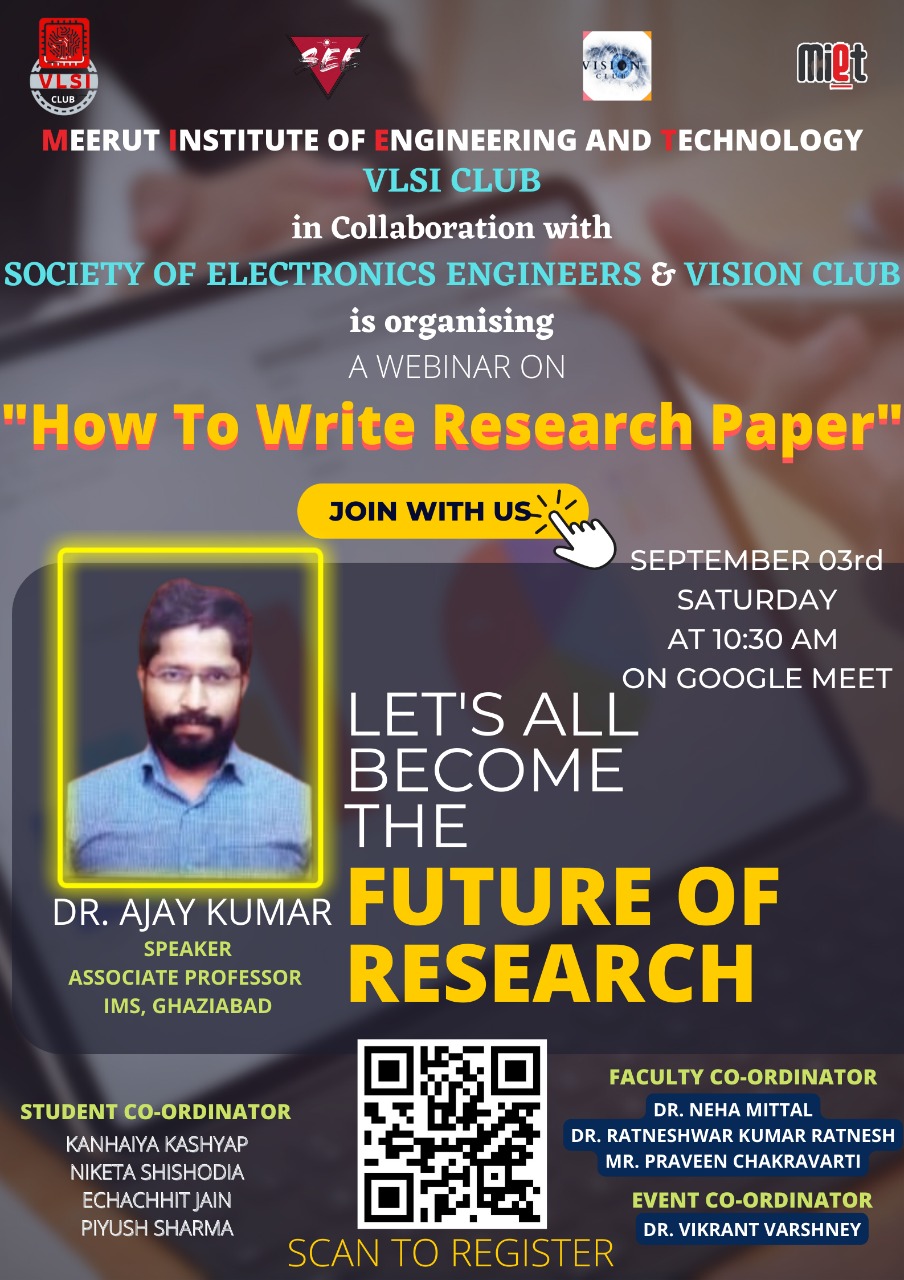 VLSI
CLUB
SEE
VISION
CLUB
miet
MEERUT INSTITUTE OF ENGINEERING AND TECHNOLOGY
VLSI CLUB
in Collaboration with
SOCIETY OF ELECTRONICS ENGINEERS & VISION CLUB
is organising
A WEBINAR ON
"How To Write Research Paper"
JOIN WITH US
SEPTEMBER 03rd
SATURDAY
AT 10:30 AM
ON GOOGLE MEET
LET'S ALL
BECOME
THE
FUTURE OF
RESEARCH
DR. AJAY KUMAR
SPEAKER
ASSOCIATE PROFESSOR
IMS, GHAZIABAD
STUDENT CO-ORDINATOR
KANHAIYA KASHYAP
NIKETA SHISHODIA
ECHACHHIT JAIN
PIYUSH SHARMA
SCAN TO REGISTER
FACULTY CO-ORDINATOR
DR. NEHA MITTAL
DR. RATNESHWAR KUMAR RATNESH
MR. PRAVEEN CHAKRAVARTI
EVENT CO-ORDINATOR
DR. VIKRANT VARSHNEY